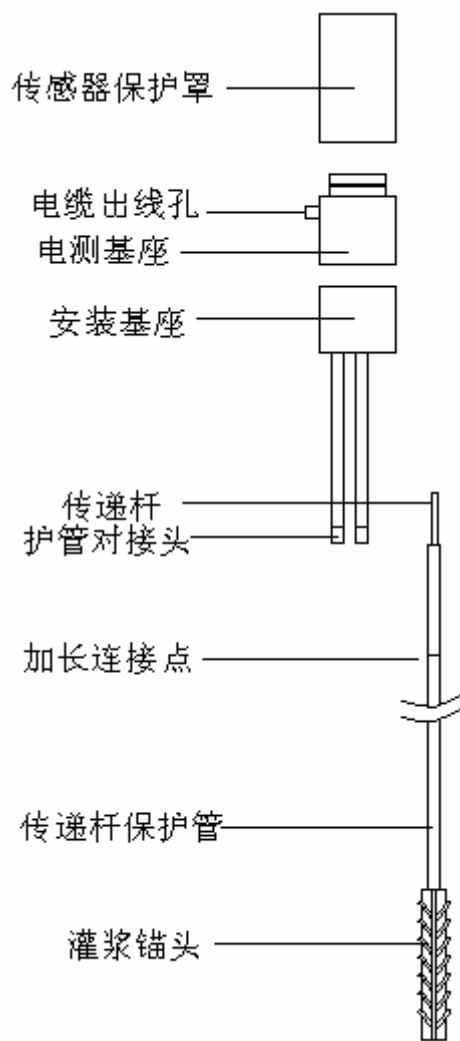 传感器保护罩
电缆出线孔
电测基座
安装基座
传递杆
护管对接头
加长连接点
传递杆保护管
灌浆锚头